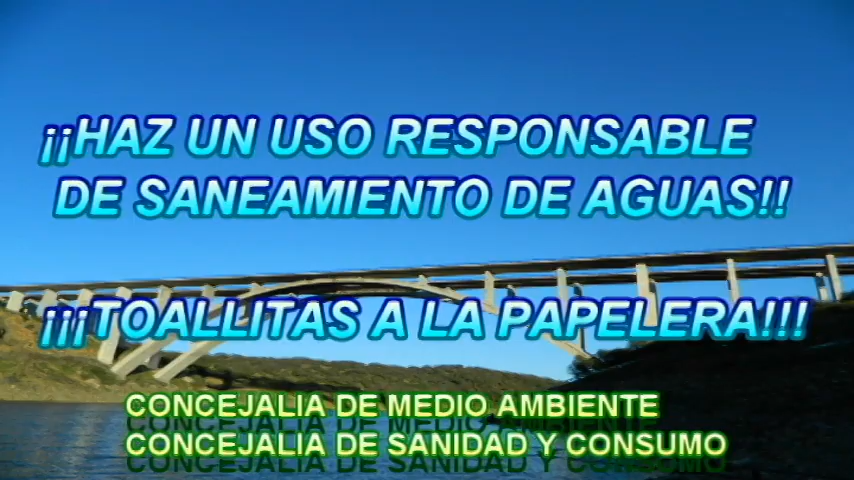 ¡¡HAZ UN USO RESPONSABLE
DE SANEAMIENTO DE AGUAS!!
¡¡¡TOALLITAS A LA PAPELERA!!!
CONCEJALIA DE MEDIO AMBIENTE
CONCEJALIA DE SANIDAD Y CONSUMO